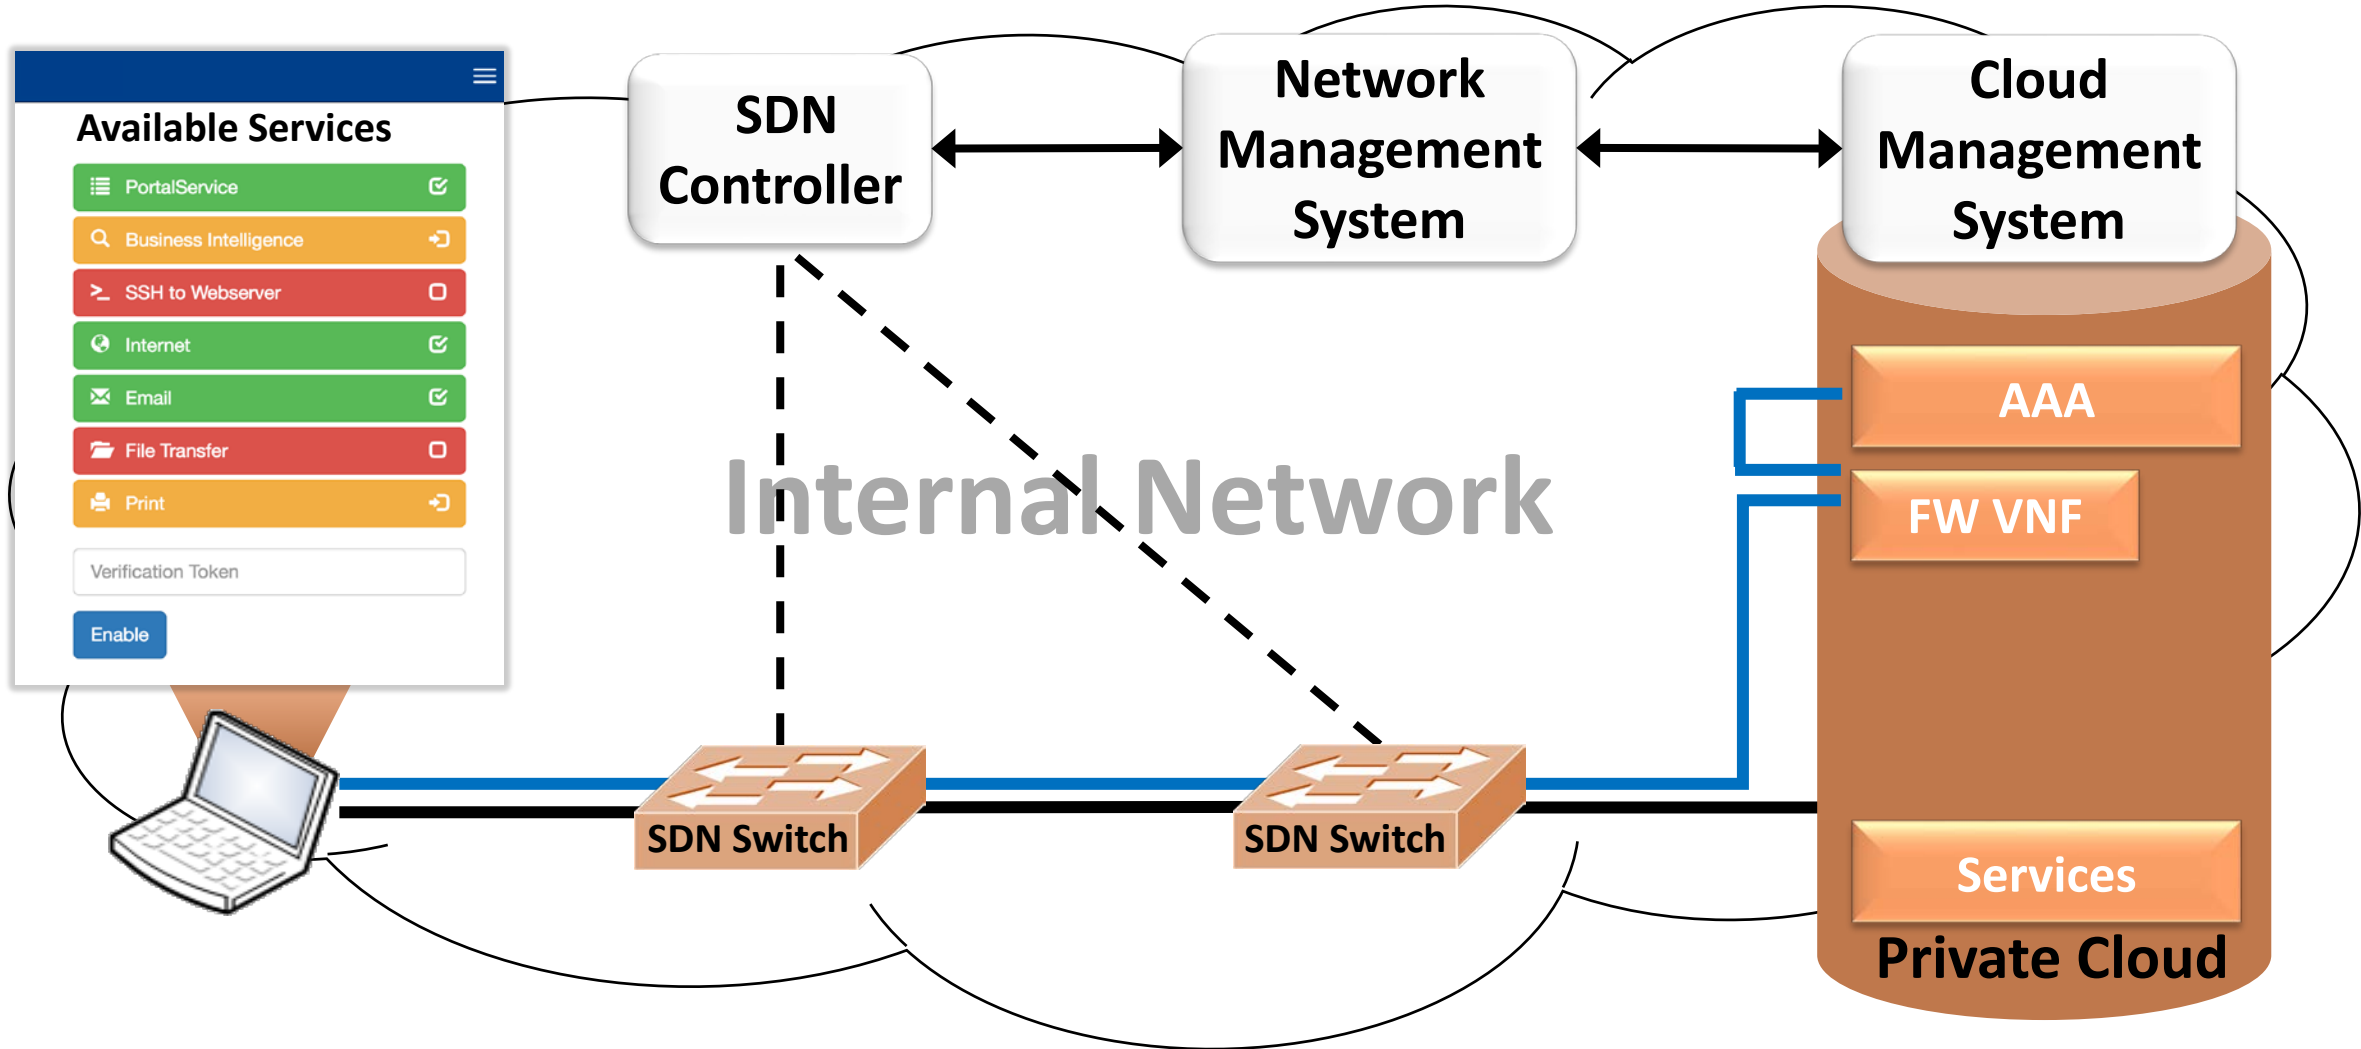 Available Services
PortalService
Business Intelligence
SSH to Webserver
Internet
Email
File Transfer
Print
Verification Token
Enable
SDN
Controller
Network
Management
System
Cloud
Management
System
Internal Network
AAA
FW VNF
SDN Switch
SDN Switch
Services
Private Cloud